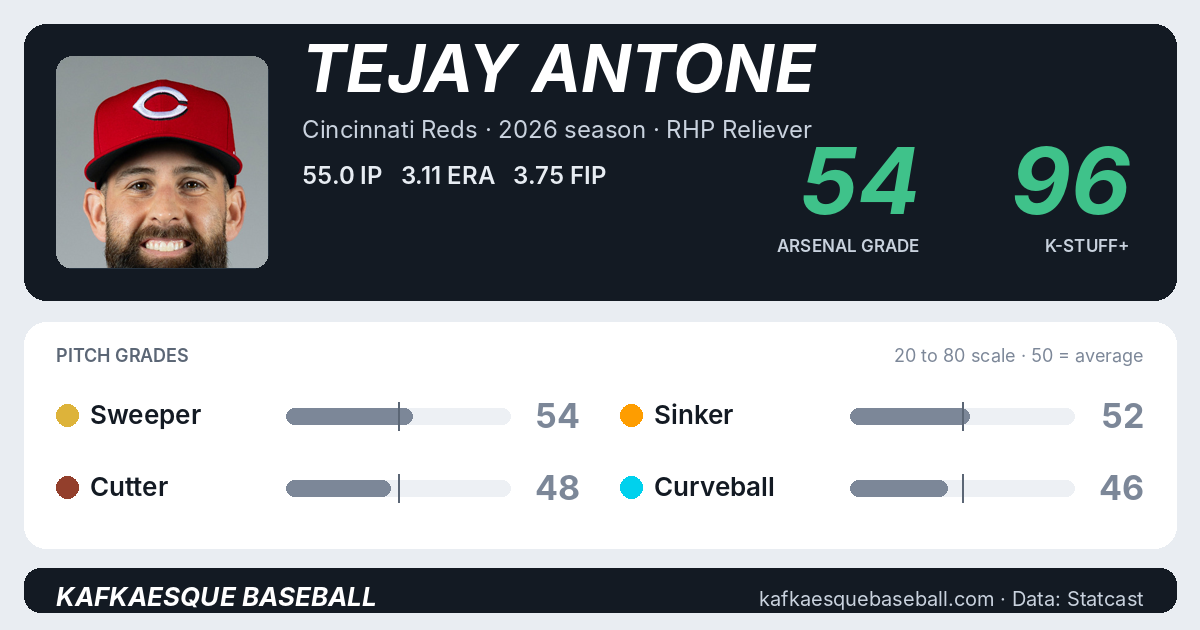 TEJAY ANTONE
Cincinnati Reds · 2026 season · RHP Reliever
55.0 IP 3.11 ERA 3.75 FIP
54 96
ARSENAL GRADE K-STUFF+
PITCH GRADES 20 to 80 scale · 50 = average
Sweeper 54 Sinker 52
Cutter 48 Curveball 46
KAFKAESQUE BASEBALL kafkaesquebaseball.com · Data: Statcast